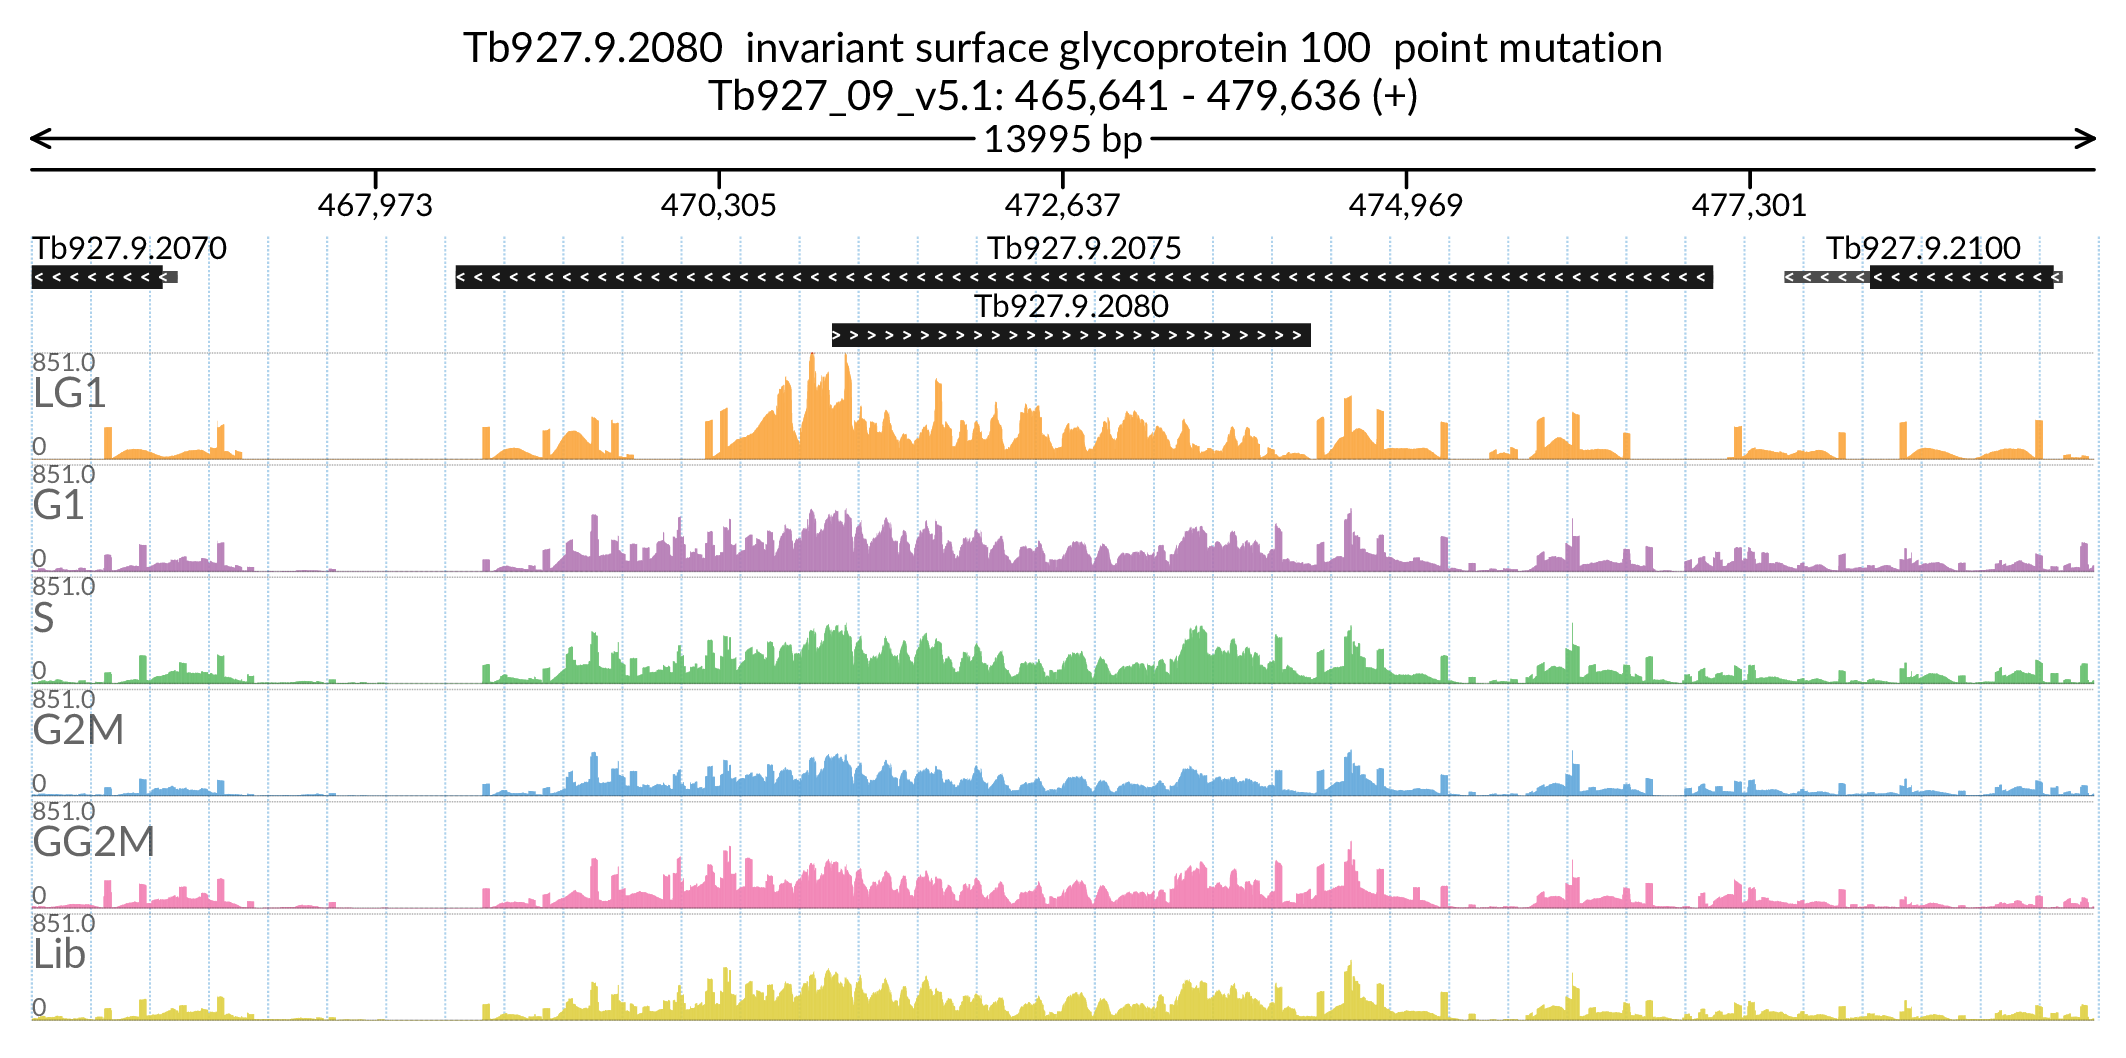 Tb927.9.2080  invariant surface glycoprotein 100  point mutation
Tb927_09_v5.1: 465,641 - 479,636 (+)
13995 bp
467,973 470,305 472,637 474,969 477,301
Tb927.9.2070 Tb927.9.2075 Tb927.9.2100
Tb927.9.2080
851.0
LG1
0
851.0
G1
0
851.0
S
0
851.0
G2M
0
851.0
GG2M
0
851.0
Lib
0